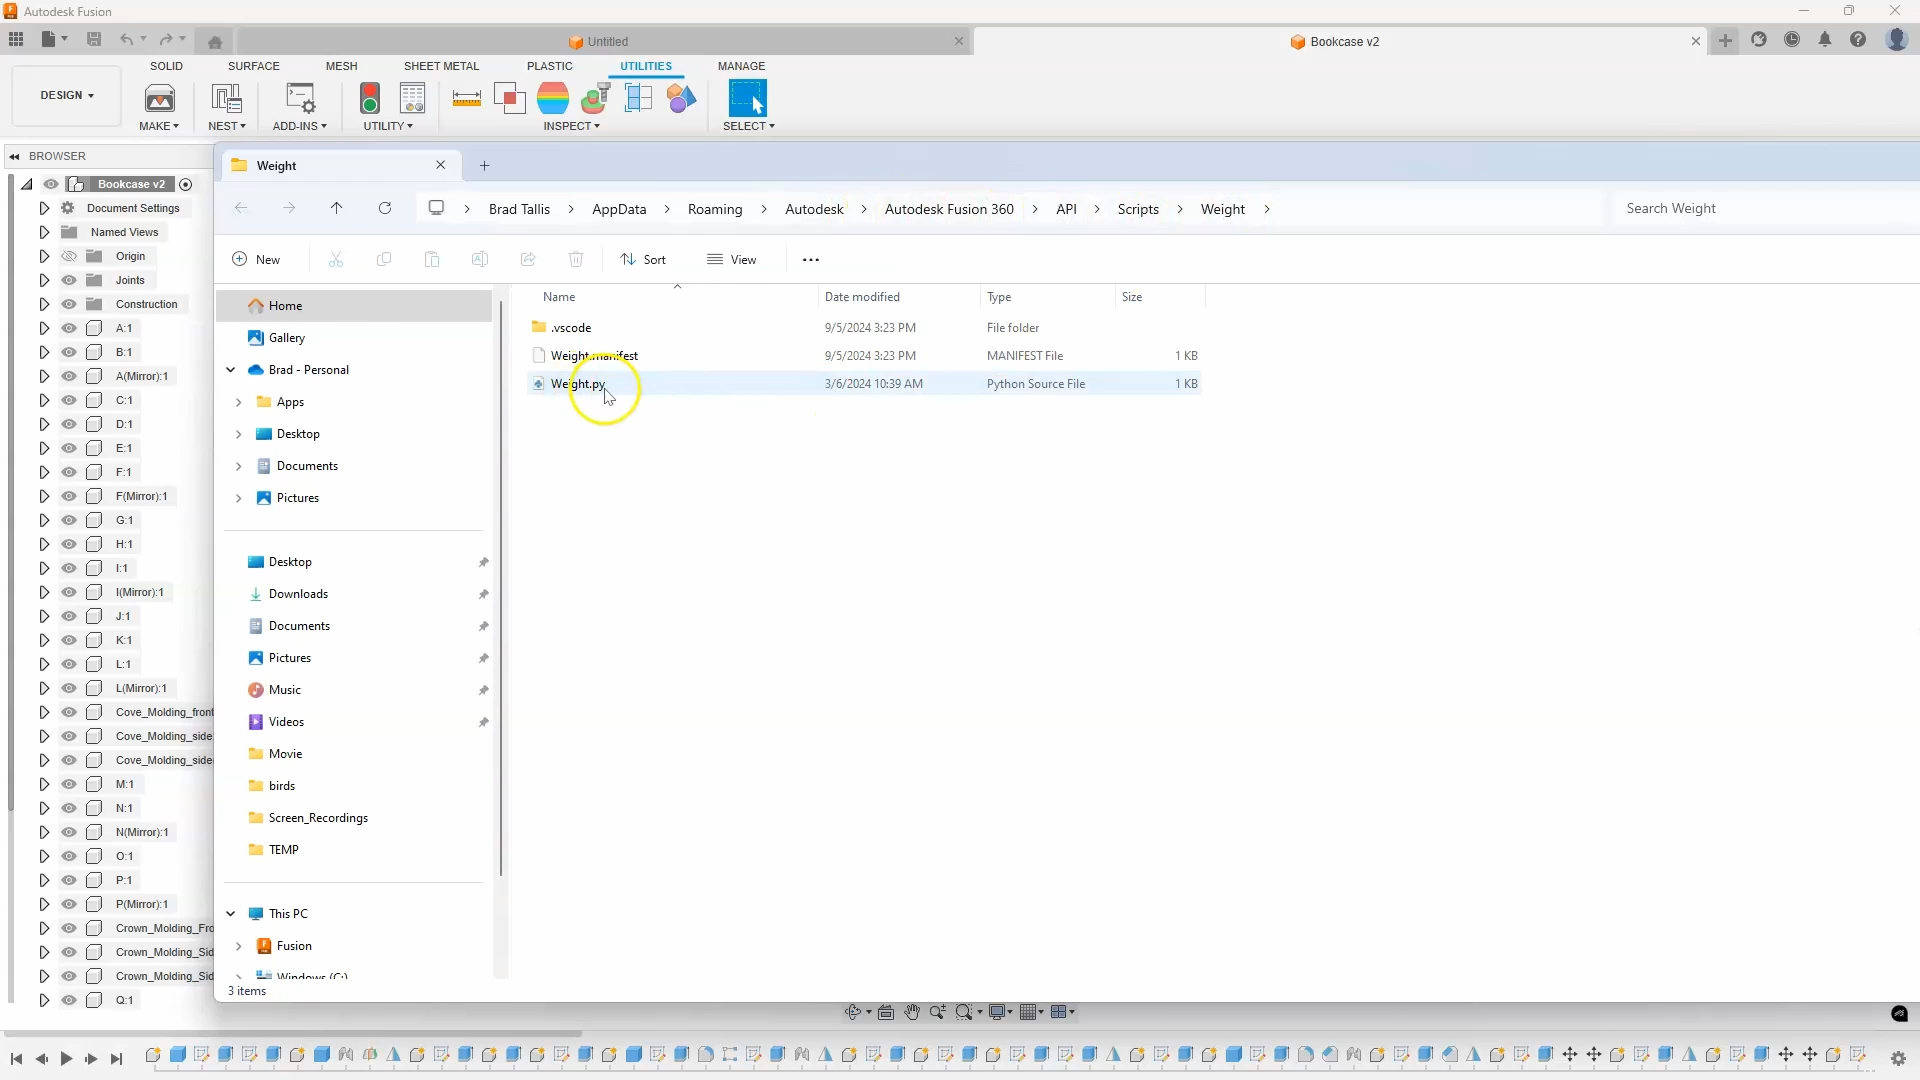 Autodesk Fusion
Untitled
Bookcase v2
SOLID
SURFACE
MESH
SHEET METAL
PLASTIC
UTILITIES
MANAGE
DESIGN
MAKE
NEST
ADD-INS
UTILITY
INSPECT
SELECT
BROWSER
Bookcase v2
Document Settings
Named Views
Origin
Joints
Construction
A:1
B:1
A(Mirror):1
C:1
D:1
E:1
F:1
F(Mirror):1
G:1
H:1
I:1
I(Mirror):1
J:1
K:1
L:1
L(Mirror):1
Cove_Molding_front
Cove_Molding_side
Cove_Molding_side
M:1
N:1
N(Mirror):1
O:1
P:1
P(Mirror):1
Crown_Molding_Fro
Crown_Molding_Sid
Crown_Molding_Sid
Q:1
Weight
Brad Tallis > AppData > Roaming > Autodesk > Autodesk Fusion 360 > API > Scripts > Weight >
Search Weight
New
Sort
View
Home
Gallery
Brad - Personal
Apps
Desktop
Documents
Pictures
Desktop
Downloads
Documents
Pictures
Music
Videos
Movie
birds
Screen_Recordings
TEMP
This PC
Fusion
Windows (C:)
Name Date modified Type Size
.vscode 9/5/2024 3:23 PM File folder
Weight.manifest 9/5/2024 3:23 PM MANIFEST File 1 KB
Weight.py 3/6/2024 10:39 AM Python Source File 1 KB
3 items